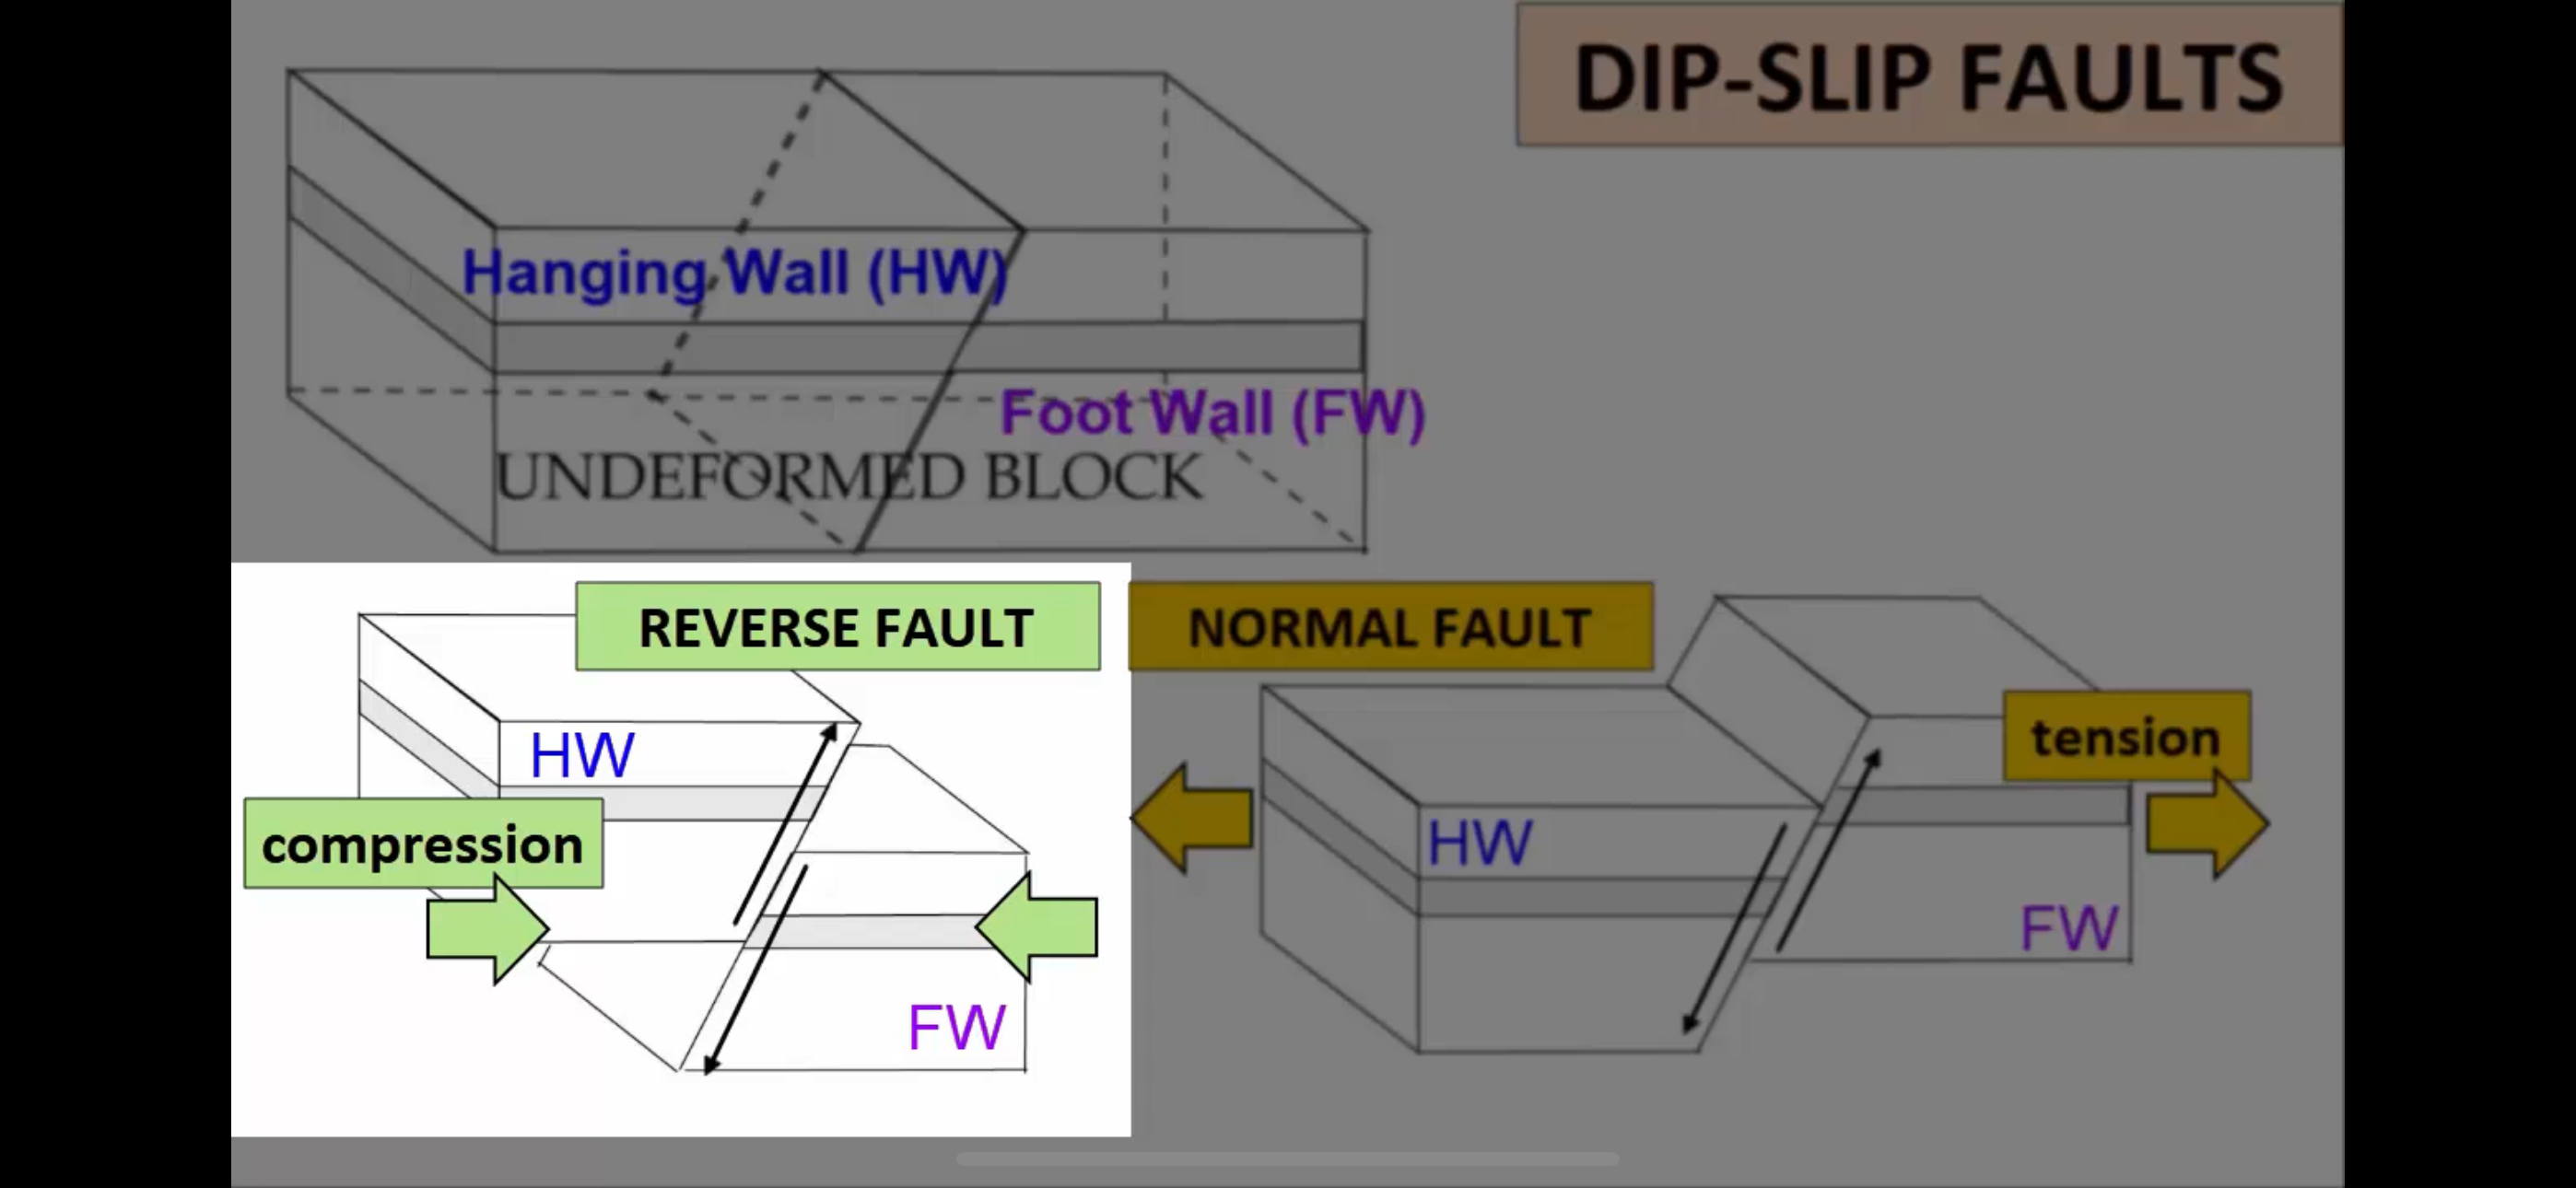 DIP-SLIP FAULTS
Hanging Wall (HW)
Foot Wall (FW)
UNDEFORMED BLOCK
REVERSE FAULT
HW
compression
FW
NORMAL FAULT
tension
HW
FW